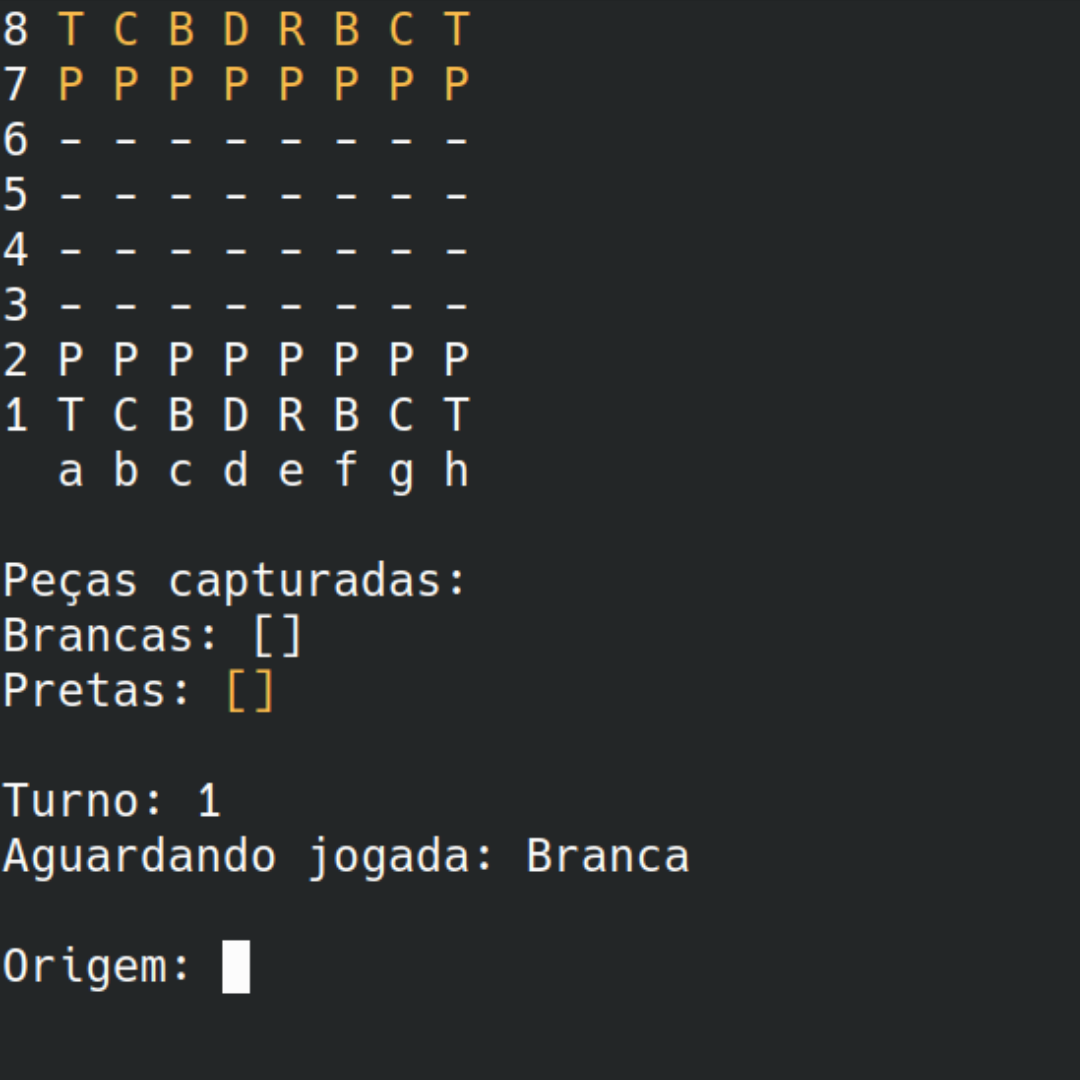 8 T C B D R B C T
7 P P P P P P P P
6 - - - - - - - -
5 - - - - - - - -
4 - - - - - - - -
3 - - - - - - - -
2 P P P P P P P P
1 T C B D R B C T
  a b c d e f g h
Peças capturadas:
Brancas: []
Pretas: []
Turno: 1
Aguardando jogada: Branca
Origem: